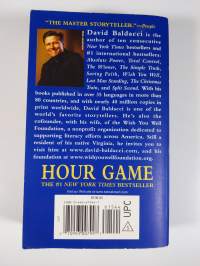 "THE MASTER STORYTELLER."—People
David Baldacci is the
author of ten consecutive
New York Times bestsellers and
#1 international bestsellers:
Absolute Power, Total Control,
The Winner, The Simple Truth,
Saving Faith, Wish You Well,
Last Man Standing, The Christmas
Train, and Split Second. With his
books published in over 35 languages in more than
80 countries, and with nearly 40 million copies in
print worldwide, David Baldacci is one of the
world's favorite storytellers. He's also the
cofounder, with his wife, of the Wish You Well
Foundation, a nonprofit organization dedicated to
supporting literacy efforts across America. Still a
resident of his native Virginia, he invites you to
visit him at www.david-baldacci.com, and his
foundation at www.wishyouwellfoundation.org.
HOUR GAME
THE #1 NEW YORK TIMES BESTSELLER
UPC